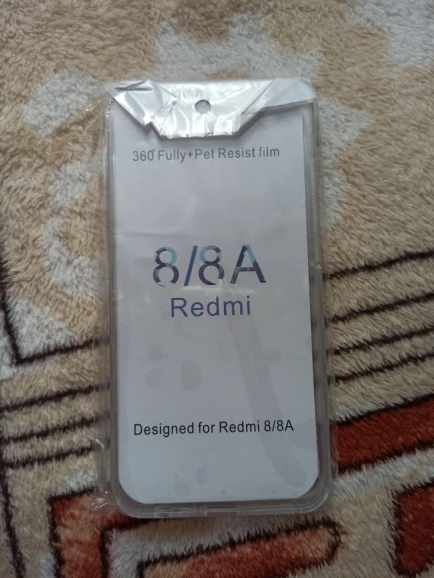 360°Fully+Pet Resist film
8/8A
Redmi
Designed for Redmi 8/8A